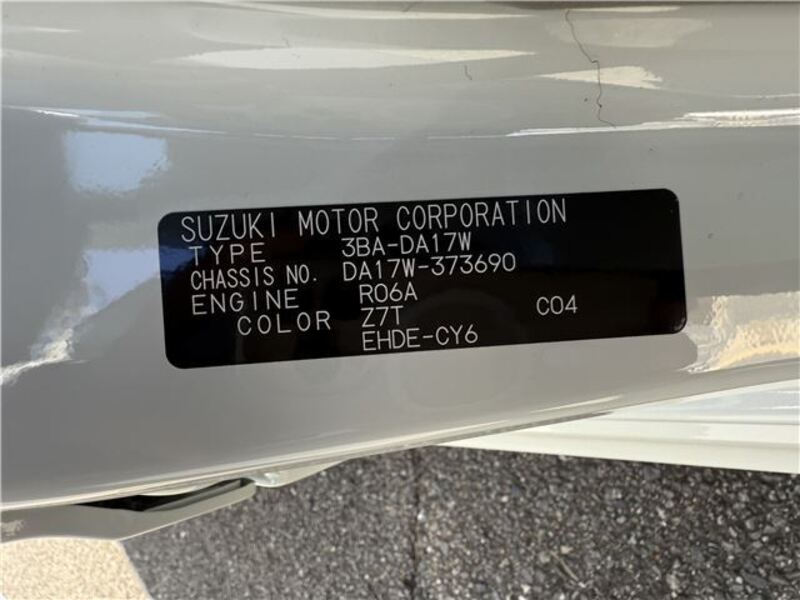 SUZUKI MOTOR CORPORATION
TYPE 3BA-DA17W
CHASSIS NO. DA17W-373690
ENGINE R06A
COLOR Z7T C04
EHDE-CY6